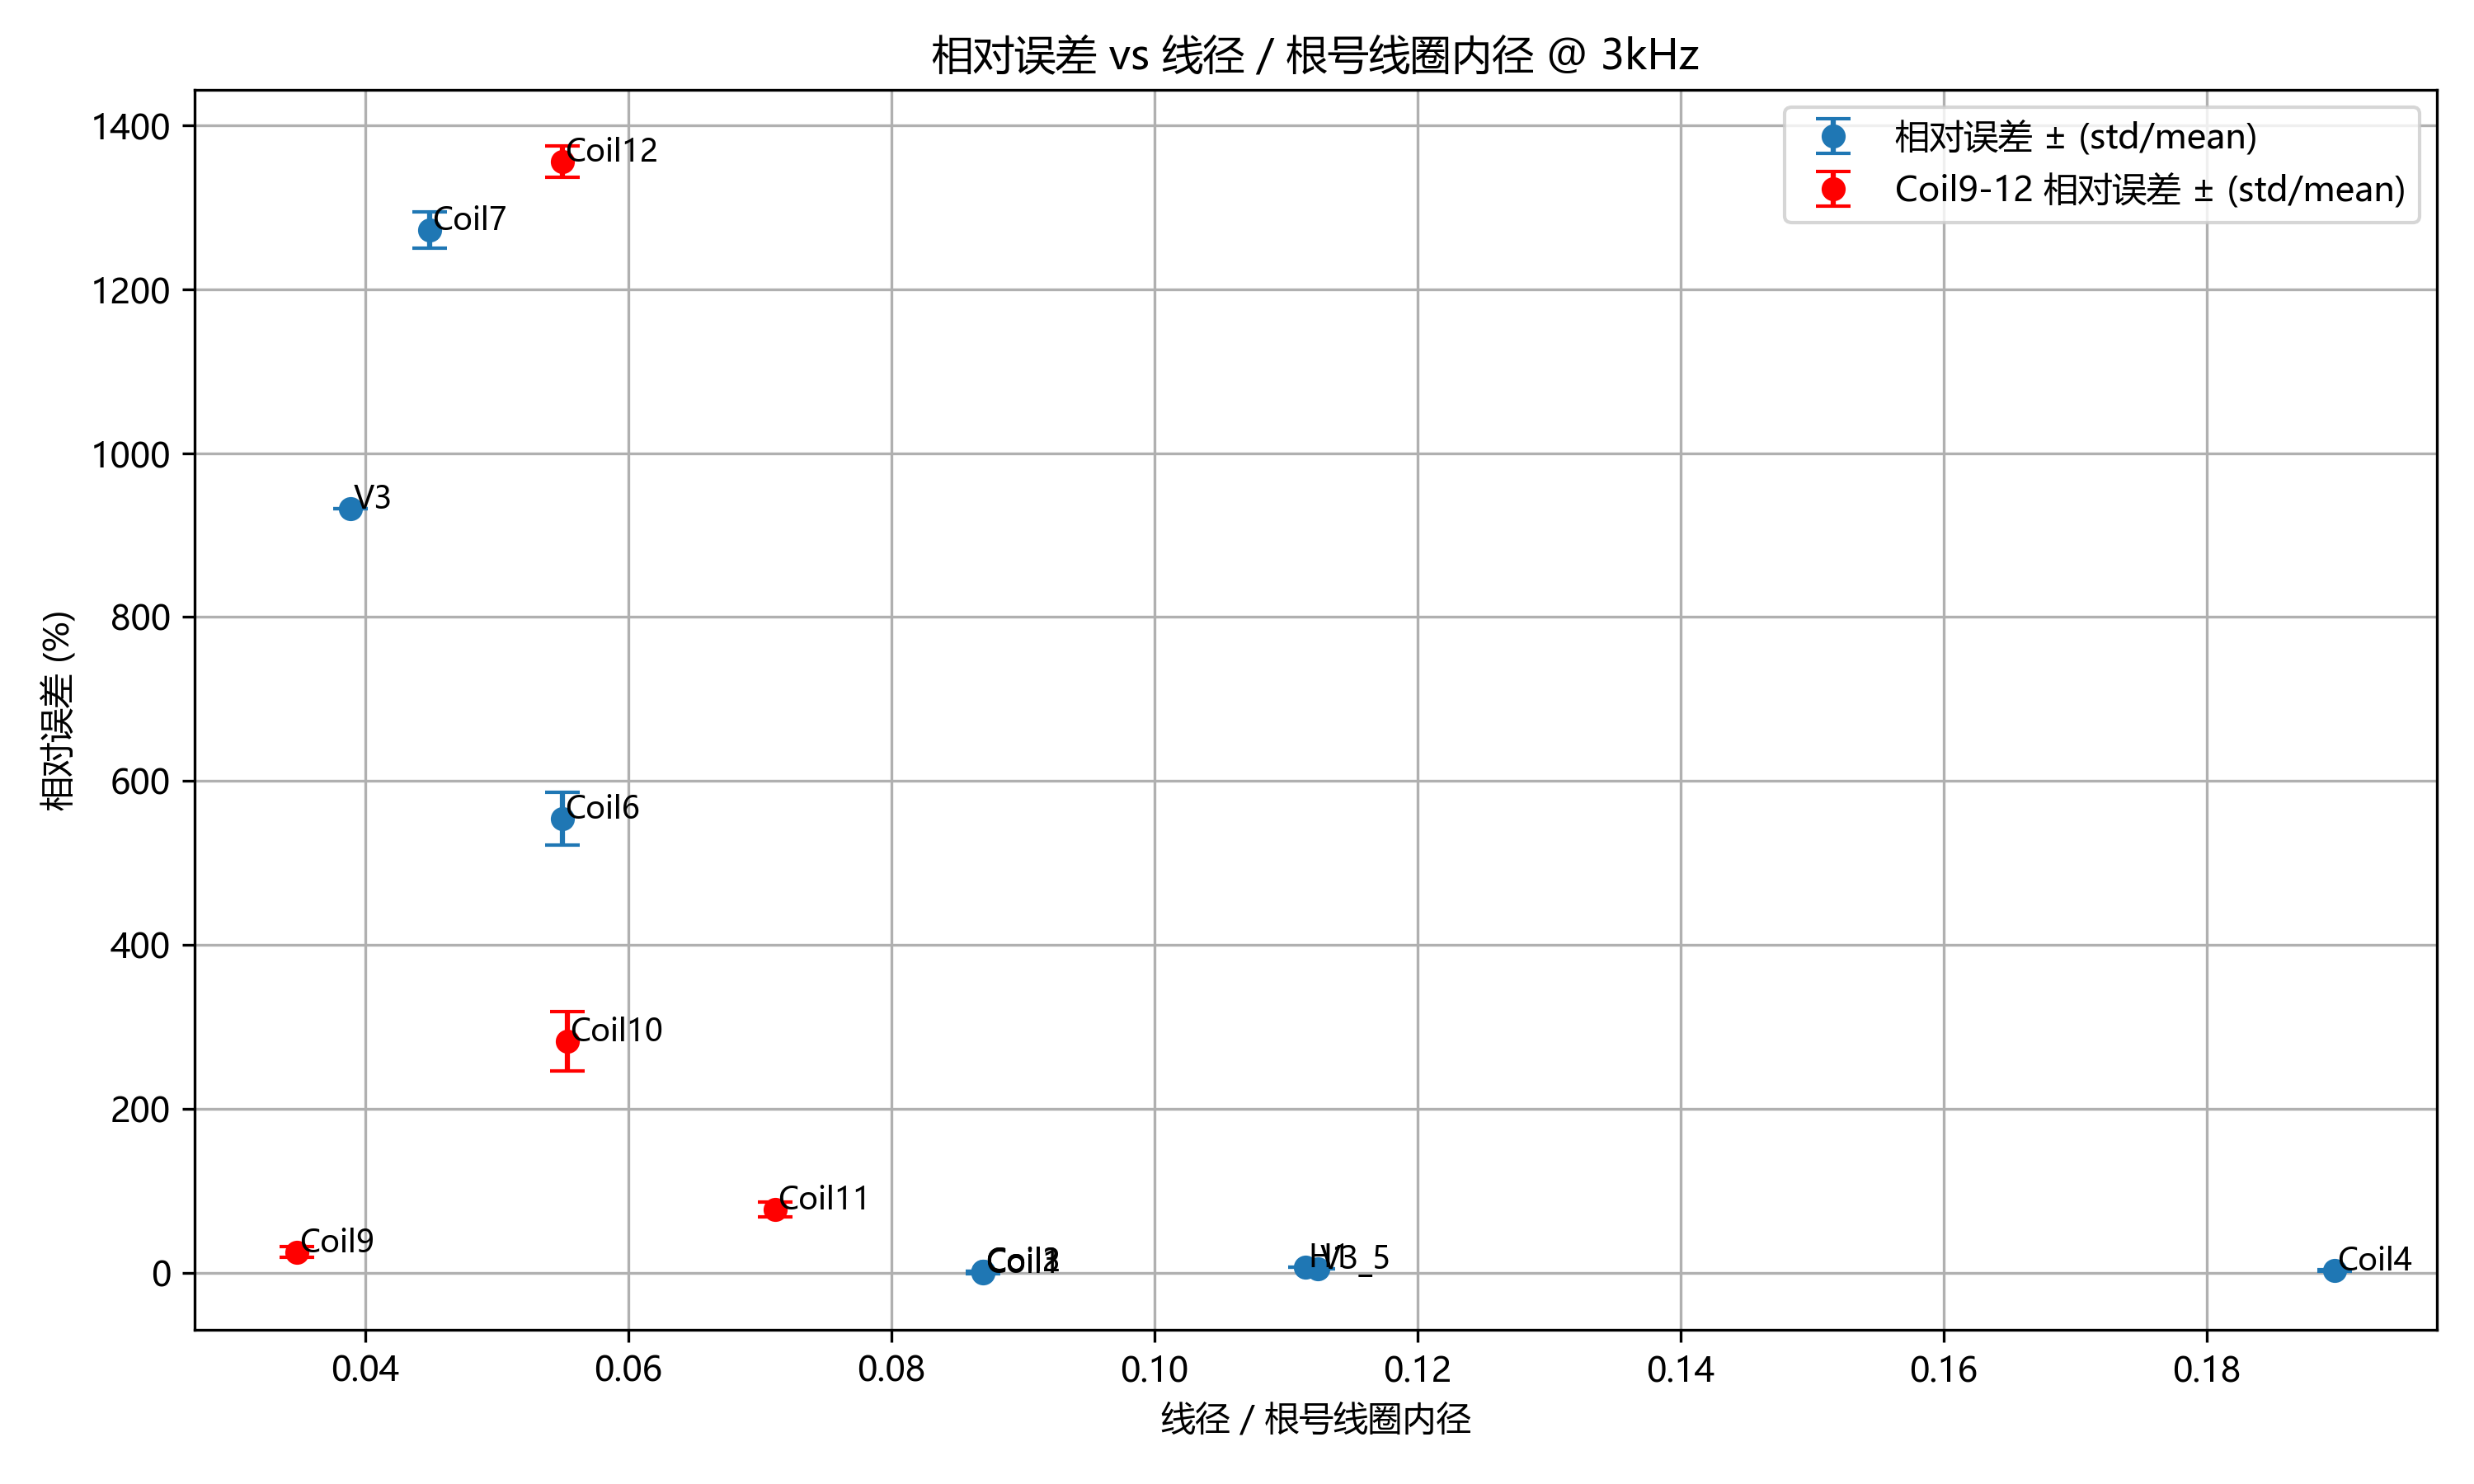 相对误差 vs 线径 / 根号线圈内径 @ 3kHz
相对误差 ± (std/mean)
Coil9-12 相对误差 ± (std/mean)
相对误差 (%)
1400
1200
1000
800
600
400
200
0
Coil12
Coil7
V3
Coil6
Coil10
Coil11
Coil9
V3_5
Coil4
0.04
0.06
0.08
0.10
0.12
0.14
0.16
0.18
线径 / 根号线圈内径